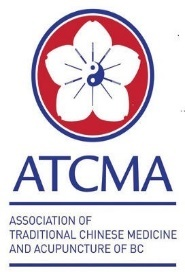 ATCMA
ASSOCIATION OF
TRADITIONAL CHINESE MEDICINE
AND ACUPUNCTURE OF BC